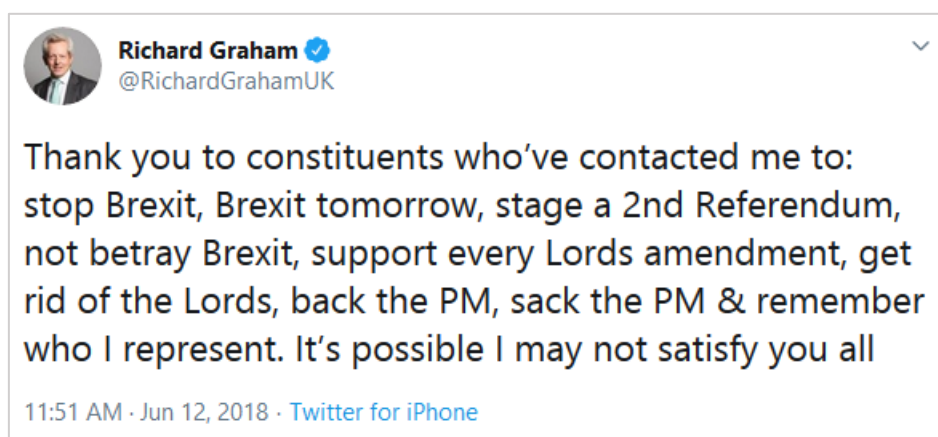 Richard Graham
@RichardGrahamUK
Thank you to constituents who’ve contacted me to:
stop Brexit, Brexit tomorrow, stage a 2nd Referendum,
not betray Brexit, support every Lords amendment, get
rid of the Lords, back the PM, sack the PM & remember
who I represent. It’s possible I may not satisfy you all
11:51 AM · Jun 12, 2018 · Twitter for iPhone